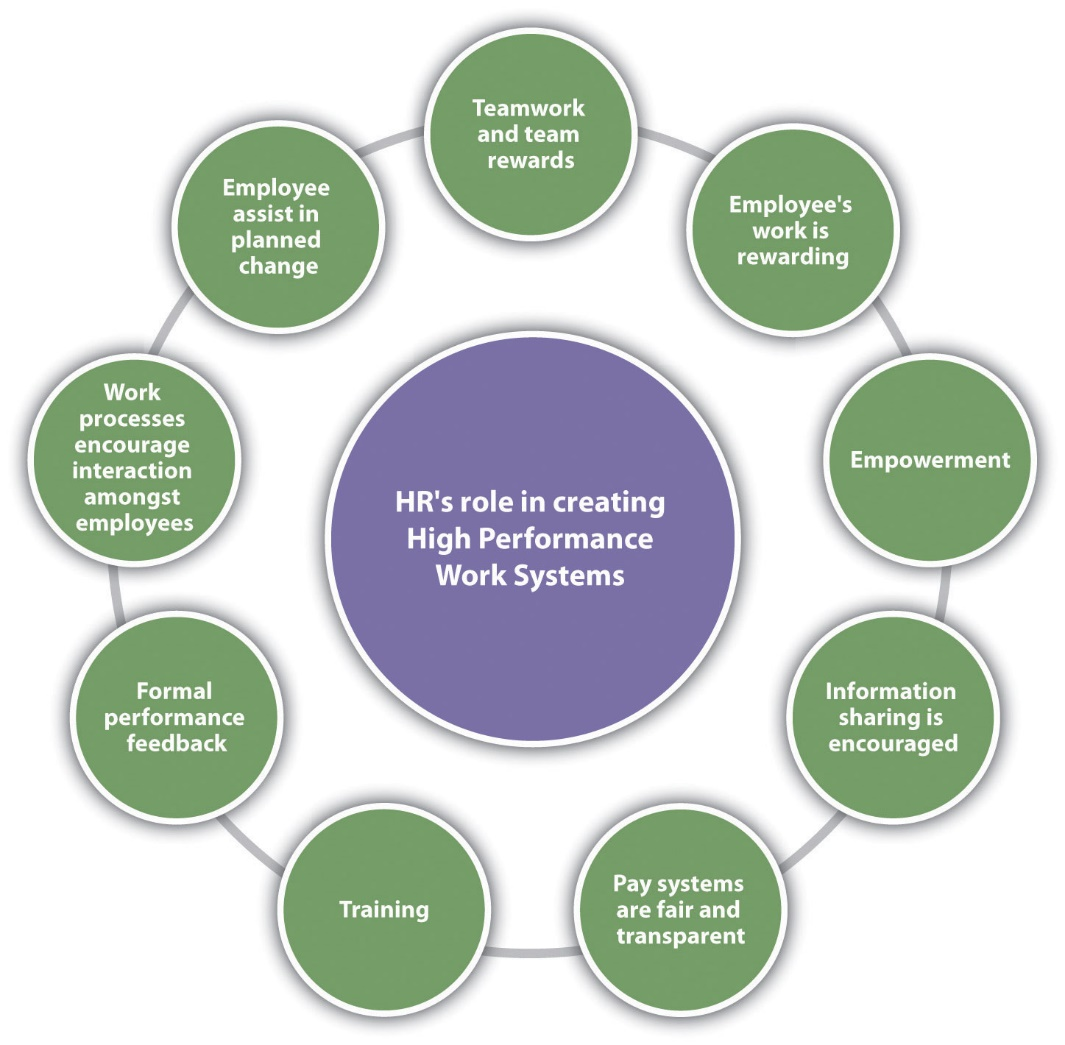 Teamwork
and team
rewards
Employee's
work is
rewarding
Empowerment
Information
sharing is
encouraged
Pay systems
are fair and
transparent
Training
Formal
performance
feedback
Work
processes
encourage
interaction
amongst
employees
Employee
assist in
planned
change
HR's role in creating
High Performance
Work Systems